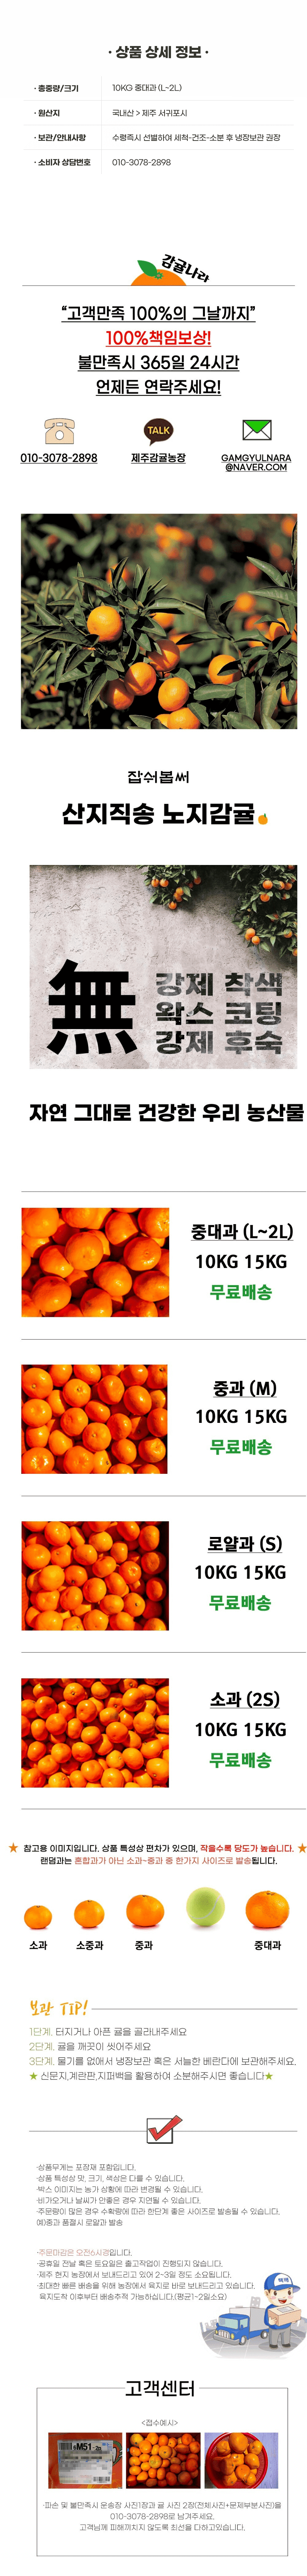 · 상품 상세 정보 ·
· 총중량/크기 10KG 중대과 (L~2L)
· 원산지 국내산 > 제주 서귀포시
· 보관/안내사항 수령즉시 선별하여 세척-건조-소분 후 냉장보관 권장
· 소비자 상담번호 010-3078-2898
감귤나라
“고객만족 100%의 그날까지”
100%책임보상!
불만족시 365일 24시간
언제든 연락주세요!
TALK
010-3078-2898 제주감귤농장 GAMGYULNARA
@NAVER.COM
잡숴봅써
산지직송 노지감귤
無
강제 착색
왁스 코팅
강제 후숙
자연 그대로 건강한 우리 농산물
중대과 (L~2L)
10KG 15KG
무료배송
중과 (M)
10KG 15KG
무료배송
로얄과 (S)
10KG 15KG
무료배송
소과 (2S)
10KG 15KG
무료배송
★ 참고용 이미지입니다. 상품 특성상 편차가 있으며, 작을수록 당도가 높습니다. ★
랜덤과는 혼합과가 아닌 소과~중과 중 한가지 사이즈로 발송됩니다.
소과 소중과 중과 중대과
보관 TIP!
1단계. 터지거나 아픈 귤을 골라내주세요
2단계. 귤을 깨끗이 씻어주세요
3단계. 물기를 없애서 냉장보관 혹은 서늘한 베란다에 보관해주세요.
★ 신문지,계란판,지퍼백을 활용하여 소분해주시면 좋습니다★
·상품무게는 포장재 포함입니다.
·상품 특성상 맛, 크기, 색상은 다를 수 있습니다.
·박스 이미지는 농가 상황에 따라 변경될 수 있습니다.
·비가오거나 날씨가 안좋은 경우 지연될 수 있습니다.
·주문량이 많은 경우 수확량에 따라 한단계 좋은 사이즈로 발송될 수 있습니다.
예)중과 품절시 로얄과 발송
·주문마감은 오전6시경입니다.
·공휴일 전날 혹은 토요일은 출고작업이 진행되지 않습니다.
·제주 현지 농장에서 보내드리고 있어 2~3일 정도 소요됩니다.
·최대한 빠른 배송을 위해 농장에서 육지로 바로 보내드리고 있습니다.
육지도착 이후부터 배송추적 가능하십니다.(평균1~2일소요)
택배
고객센터
<접수예시>
M51
·파손 및 불만족시 운송장 사진1장과 귤 사진 2장(전체사진+문제부분사진)을
010-3078-2898로 남겨주세요.
고객님께 피해끼치지 않도록 최선을 다하고있습니다.